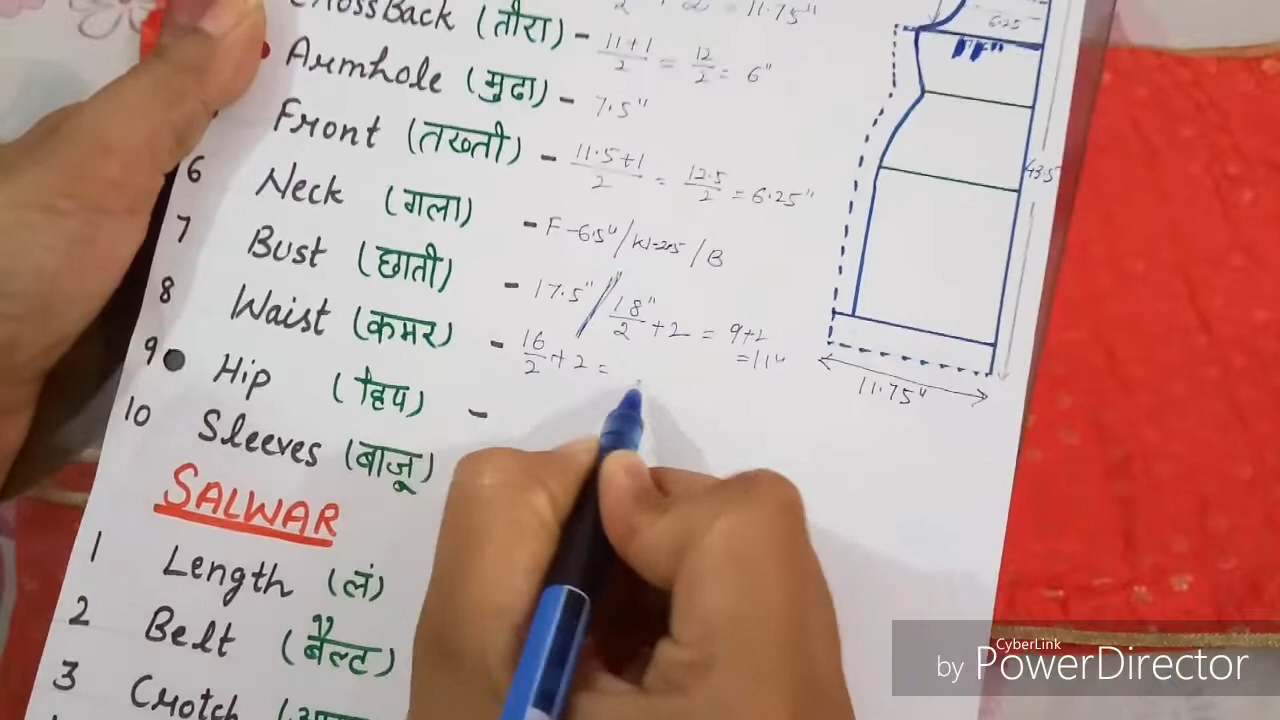 CrossBack (तीरा) - 11+1/2 = 12/2 = 6"
Armhole (मुढा) - 7.5"
Front (तख्ती) - 11.5+1/2 = 12.5/2 = 6.25"
6 Neck (गला) - F-6.5"/ /B
7 Bust (छाती) - 17.5" // 18"/2 +2 = 9+2
=11"
8 Waist (कमर) - 16/2 +2 =
9 Hip (हिप) -
10 Sleeves (बाजू)
SALWAR
1 Length (लं)
2 Belt (बैल्ट)
3 Crotch
11.75"
6.25
43.5
11.75"
CyberLink
by PowerDirector